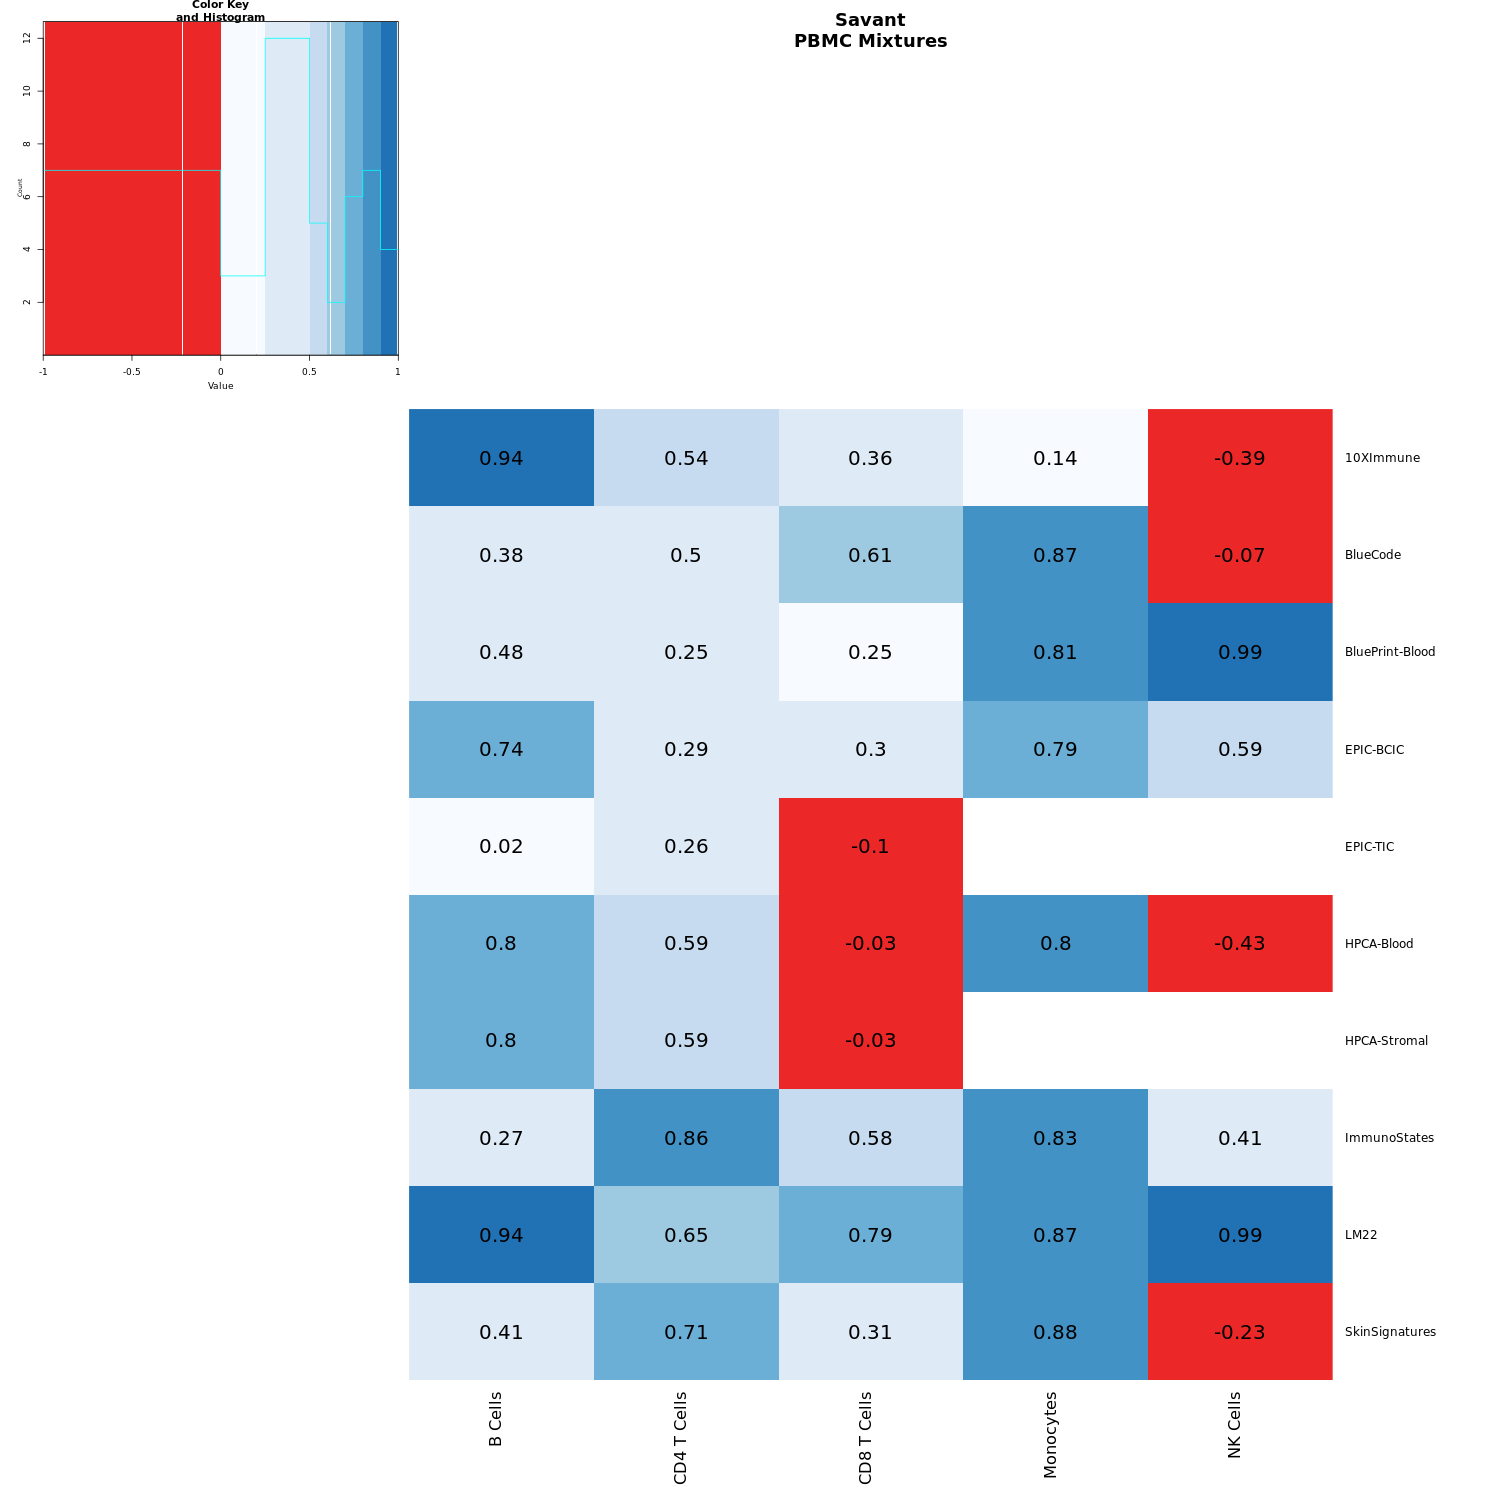 Color Key
and Histogram
Savant
PBMC Mixtures
Count
2
4
6
8
10
12
-1
-0.5
0
0.5
1
Value
0.94 0.54 0.36 0.14 -0.39 10XImmune
0.38 0.5 0.61 0.87 -0.07 BlueCode
0.48 0.25 0.25 0.81 0.99 BluePrint-Blood
0.74 0.29 0.3 0.79 0.59 EPIC-BCIC
0.02 0.26 -0.1 EPIC-TIC
0.8 0.59 -0.03 0.8 -0.43 HPCA-Blood
0.8 0.59 -0.03 HPCA-Stromal
0.27 0.86 0.58 0.83 0.41 ImmunoStates
0.94 0.65 0.79 0.87 0.99 LM22
0.41 0.71 0.31 0.88 -0.23 SkinSignatures
B Cells
CD4 T Cells
CD8 T Cells
Monocytes
NK Cells